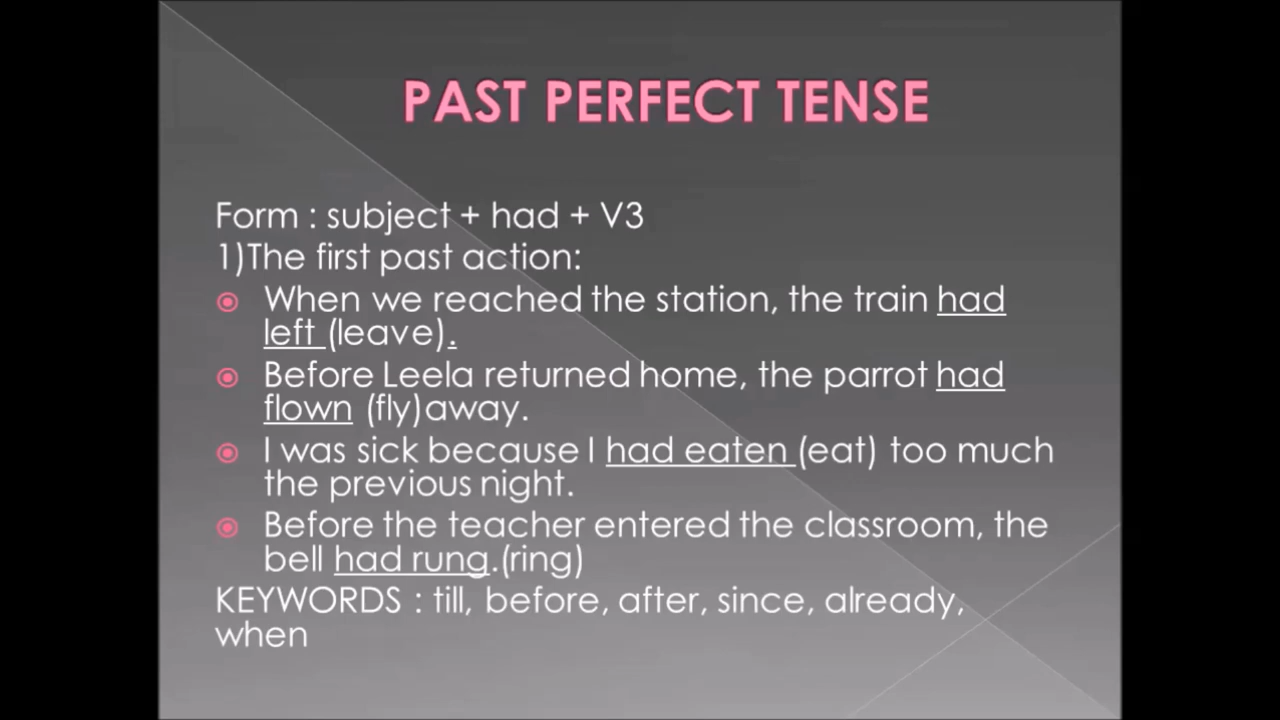 PAST PERFECT TENSE
Form : subject + had + V3
1)The first past action:
When we reached the station, the train had
left (leave).
Before Leela returned home, the parrot had
flown (fly)away.
I was sick because I had eaten (eat) too much
the previous night.
Before the teacher entered the classroom, the
bell had rung.(ring)
KEYWORDS : till, before, after, since, already,
when